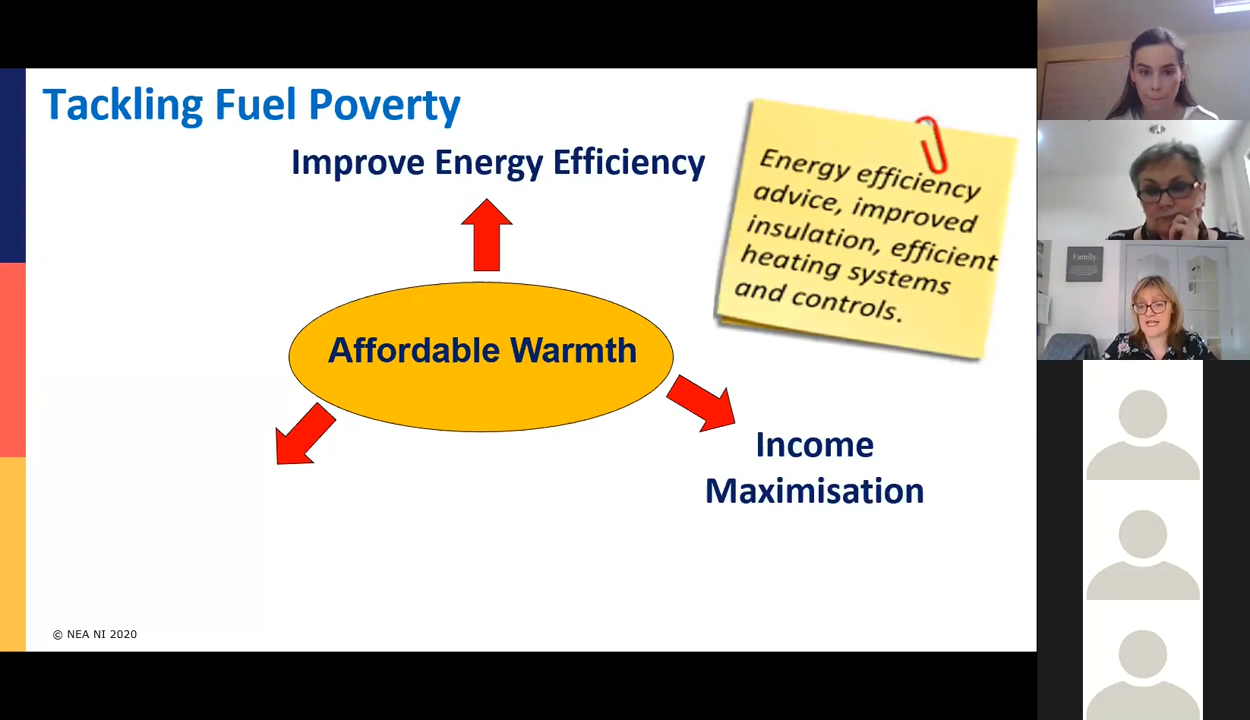 Tackling Fuel Poverty
Improve Energy Efficiency
Energy efficiency
advice, improved
insulation, efficient
heating systems
and controls.
Affordable Warmth
Income
Maximisation
© NEA NI 2020
Family.